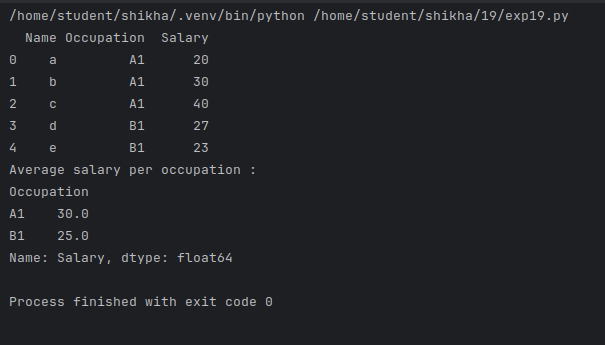 /home/student/shikha/.venv/bin/python /home/student/shikha/19/exp19.py
  Name Occupation  Salary
0    a         A1      20
1    b         A1      30
2    c         A1      40
3    d         B1      27
4    e         B1      23
Average salary per occupation :
Occupation
A1    30.0
B1    25.0
Name: Salary, dtype: float64
Process finished with exit code 0